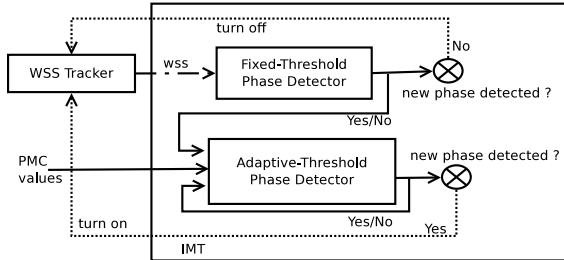 turn off
No
WSS Tracker
wss
Fixed-Threshold
Phase Detector
new phase detected ?
Yes/No
PMC
values
Adaptive-Threshold
Phase Detector
new phase detected ?
turn on
Yes/No
Yes
IMT